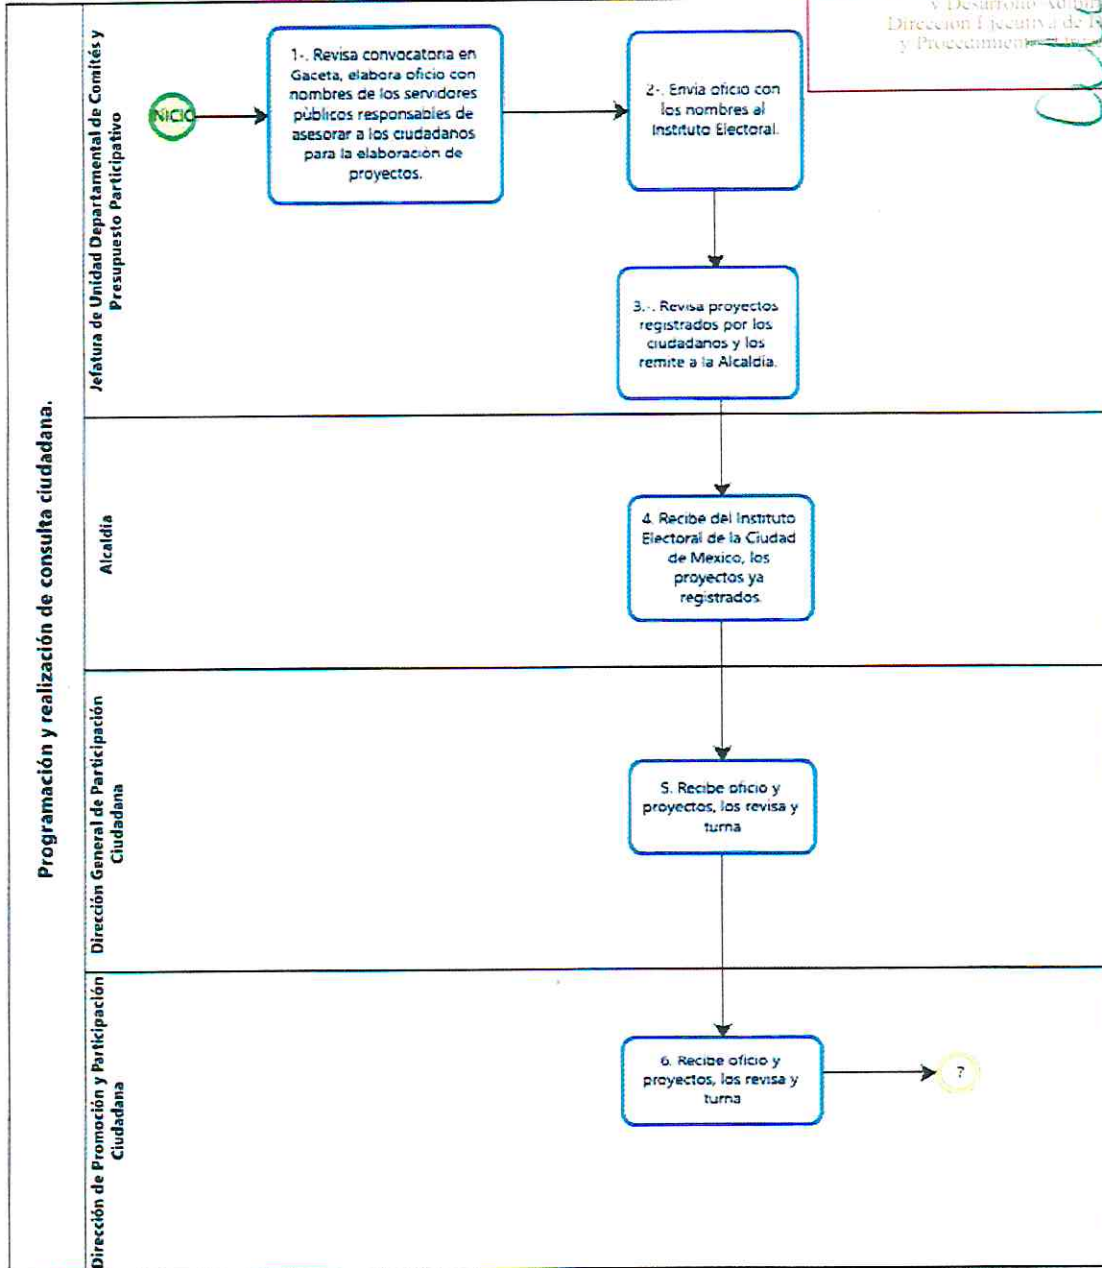 y Desarrollo
Dirección Ejecutiva de
y Procedimientos
Programación y realización de consulta ciudadana.
Jefatura de Unidad Departamental de Comités y
Presupuesto Participativo
INICIO
1-. Revisa convocatoria en
Gaceta, elabora oficio con
nombres de los servidores
públicos responsables de
asesorar a los ciudadanos
para la elaboración de
proyectos.
2-. Envía oficio con
los nombres al
Instituto Electoral.
3.-. Revisa proyectos
registrados por los
ciudadanos y los
remite a la Alcaldía.
Alcaldía
4. Recibe del Instituto
Electoral de la Ciudad
de Mexico, los
proyectos ya
registrados.
Dirección General de Participación
Ciudadana
5. Recibe oficio y
proyectos, los revisa y
turna
Dirección de Promoción y Participación
Ciudadana
6. Recibe oficio y
proyectos, los revisa y
turna
?